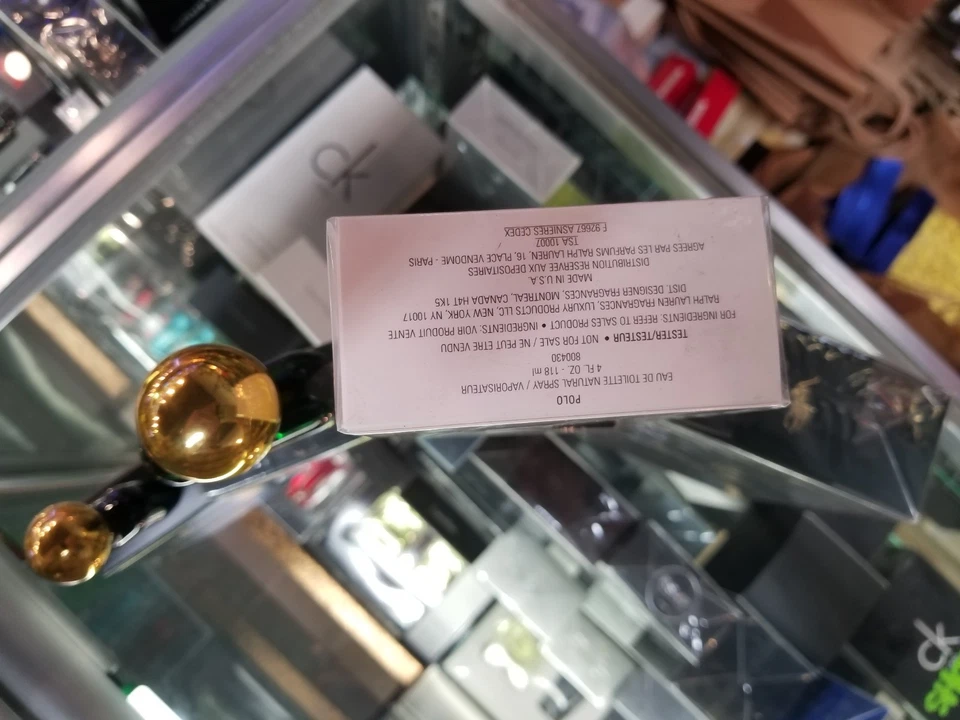 POLO
EAU DE TOILETTE NATURAL SPRAY / VAPORISATEUR
4 FL. OZ - 118 ml
800430
TESTER/TESTEUR • NOT FOR SALE / NE PEUT ETRE VENDU
FOR INGREDIENTS: REFER TO SALES PRODUCT • INGREDIENTS: VOIR PRODUIT VENTE
RALPH LAUREN FRAGRANCES, LUXURY PRODUCTS LLC, NEW YORK, NY 10017
DIST. DESIGNER FRAGRANCES, MONTREAL, CANADA H4T 1K5
MADE IN U.S.A.
DISTRIBUTION RESERVEE AUX DEPOSITAIRES
AGREES PAR LES PARFUMS RALPH LAUREN 16, PLACE VENDOME - PARIS
TSA 10007
F 92667 ASNIERES CEDEX
ck
ck